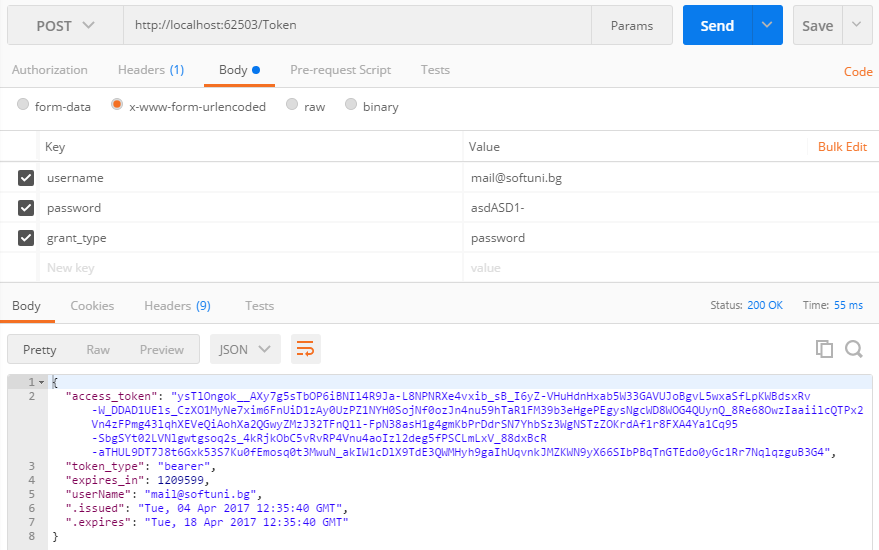 POST http://localhost:62503/Token Params Send Save
Authorization Headers (1) Body Pre-request Script Tests Code
form-data x-www-form-urlencoded raw binary
Key Value Bulk Edit
username mail@softuni.bg
password asdASD1-
grant_type password
New key value
Body Cookies Headers (9) Tests Status: 200 OK Time: 55 ms
Pretty Raw Preview JSON
1 {
2 "access_token": "ysTlOngok__AXy7g5sTbOP6iBNIl4R9Ja-L8NPNRXe4vxib_sB_I6yZ-VHuHdnHxab5W33GAVUJoBgvL5wxaSfLpKWBdsxRv
-W_DDAD1UEls_CzXO1MyNe7xim6FnUiD1zAy0UzPZ1NYH0SojNf0ozJn4nu59hTaR1FM39b3eHgePEgysNgcWD8WOG4QUynQ_8Re68OwzIaaiilcQTPx2
Vn4zFPmg43lqhXEVeQiAohXa2QGwyZMzJ32TFnQ1l-FpN38asH1g4gmKbPrDdrSN7YhbSz3WgNSTzZOKrdAf1r8FXA4Ya1Cq95
-SbgSYt02LVNlgwtgsoq2s_4kRjkObC5vRvRP4Vnu4aoIzl2deg5fPSCLmLxV_88dxBcR
-aTHUL9DT7J8t6Gxk53S7Ku0fEmosq0t3MwuN_akIW1cDlX9TdE3QWMHyh9gaIhUqvnkJMZKWN9yX66SIbPBqTnGTEdo0yGc1Rr7NqlqzguB3G4",
3 "token_type": "bearer",
4 "expires_in": 1209599,
5 "userName": "mail@softuni.bg",
6 ".issued": "Tue, 04 Apr 2017 12:35:40 GMT",
7 ".expires": "Tue, 18 Apr 2017 12:35:40 GMT"
8 }